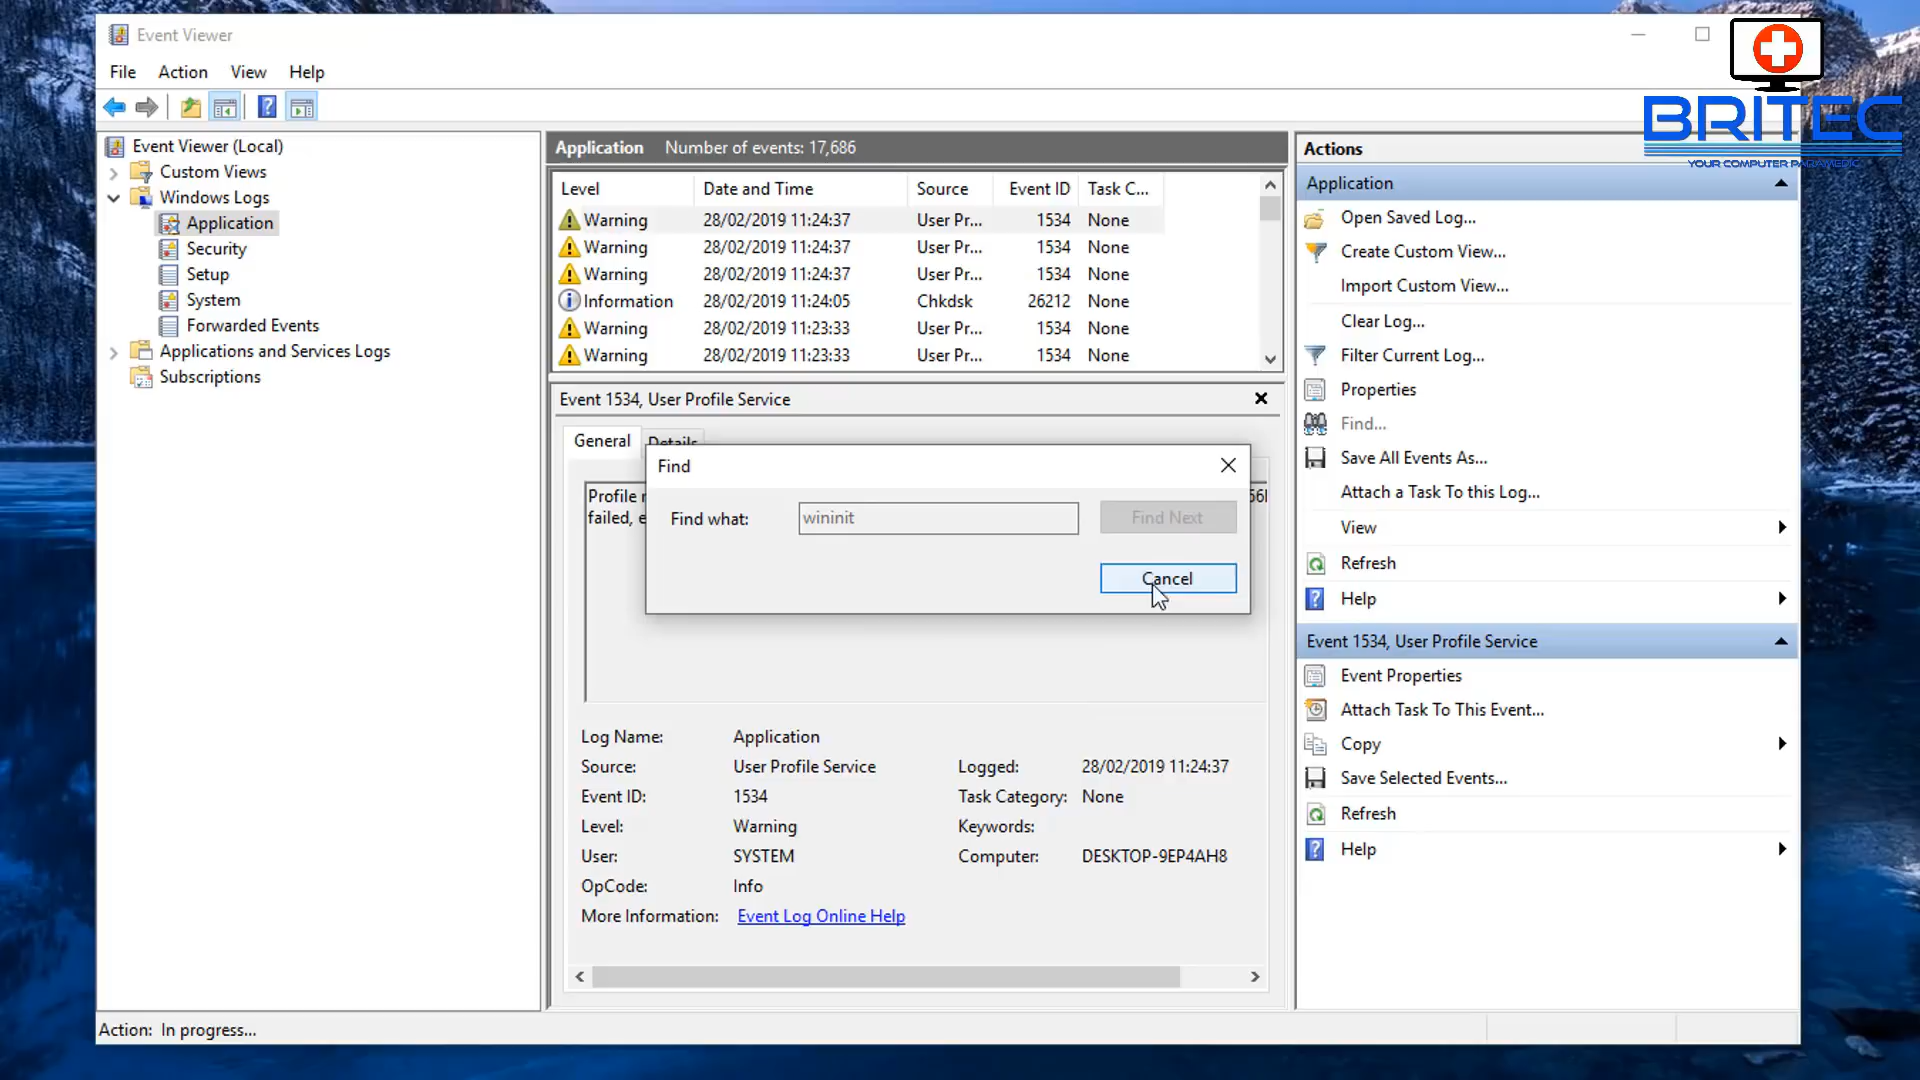 Event Viewer
File Action View Help
BRITEC
YOUR COMPUTER PARAMEDIC
Event Viewer (Local)
Custom Views
Windows Logs
Application
Security
Setup
System
Forwarded Events
Applications and Services Logs
Subscriptions
Application Number of events: 17,686
Level Date and Time Source Event ID Task C...
Warning 28/02/2019 11:24:37 User Pr... 1534 None
Warning 28/02/2019 11:24:37 User Pr... 1534 None
Warning 28/02/2019 11:24:37 User Pr... 1534 None
Information 28/02/2019 11:24:05 Chkdsk 26212 None
Warning 28/02/2019 11:23:33 User Pr... 1534 None
Warning 28/02/2019 11:23:33 User Pr... 1534 None
Event 1534, User Profile Service
General Details
Profile
failed,
Find
Find what: wininit Find Next
Cancel
Log Name: Application
Source: User Profile Service Logged: 28/02/2019 11:24:37
Event ID: 1534 Task Category: None
Level: Warning Keywords:
User: SYSTEM Computer: DESKTOP-9EP4AH8
OpCode: Info
More Information: Event Log Online Help
Actions
Application
Open Saved Log...
Create Custom View...
Import Custom View...
Clear Log...
Filter Current Log...
Properties
Find...
Save All Events As...
Attach a Task To this Log...
View
Refresh
Help
Event 1534, User Profile Service
Event Properties
Attach Task To This Event...
Copy
Save Selected Events...
Refresh
Help
Action: In progress...